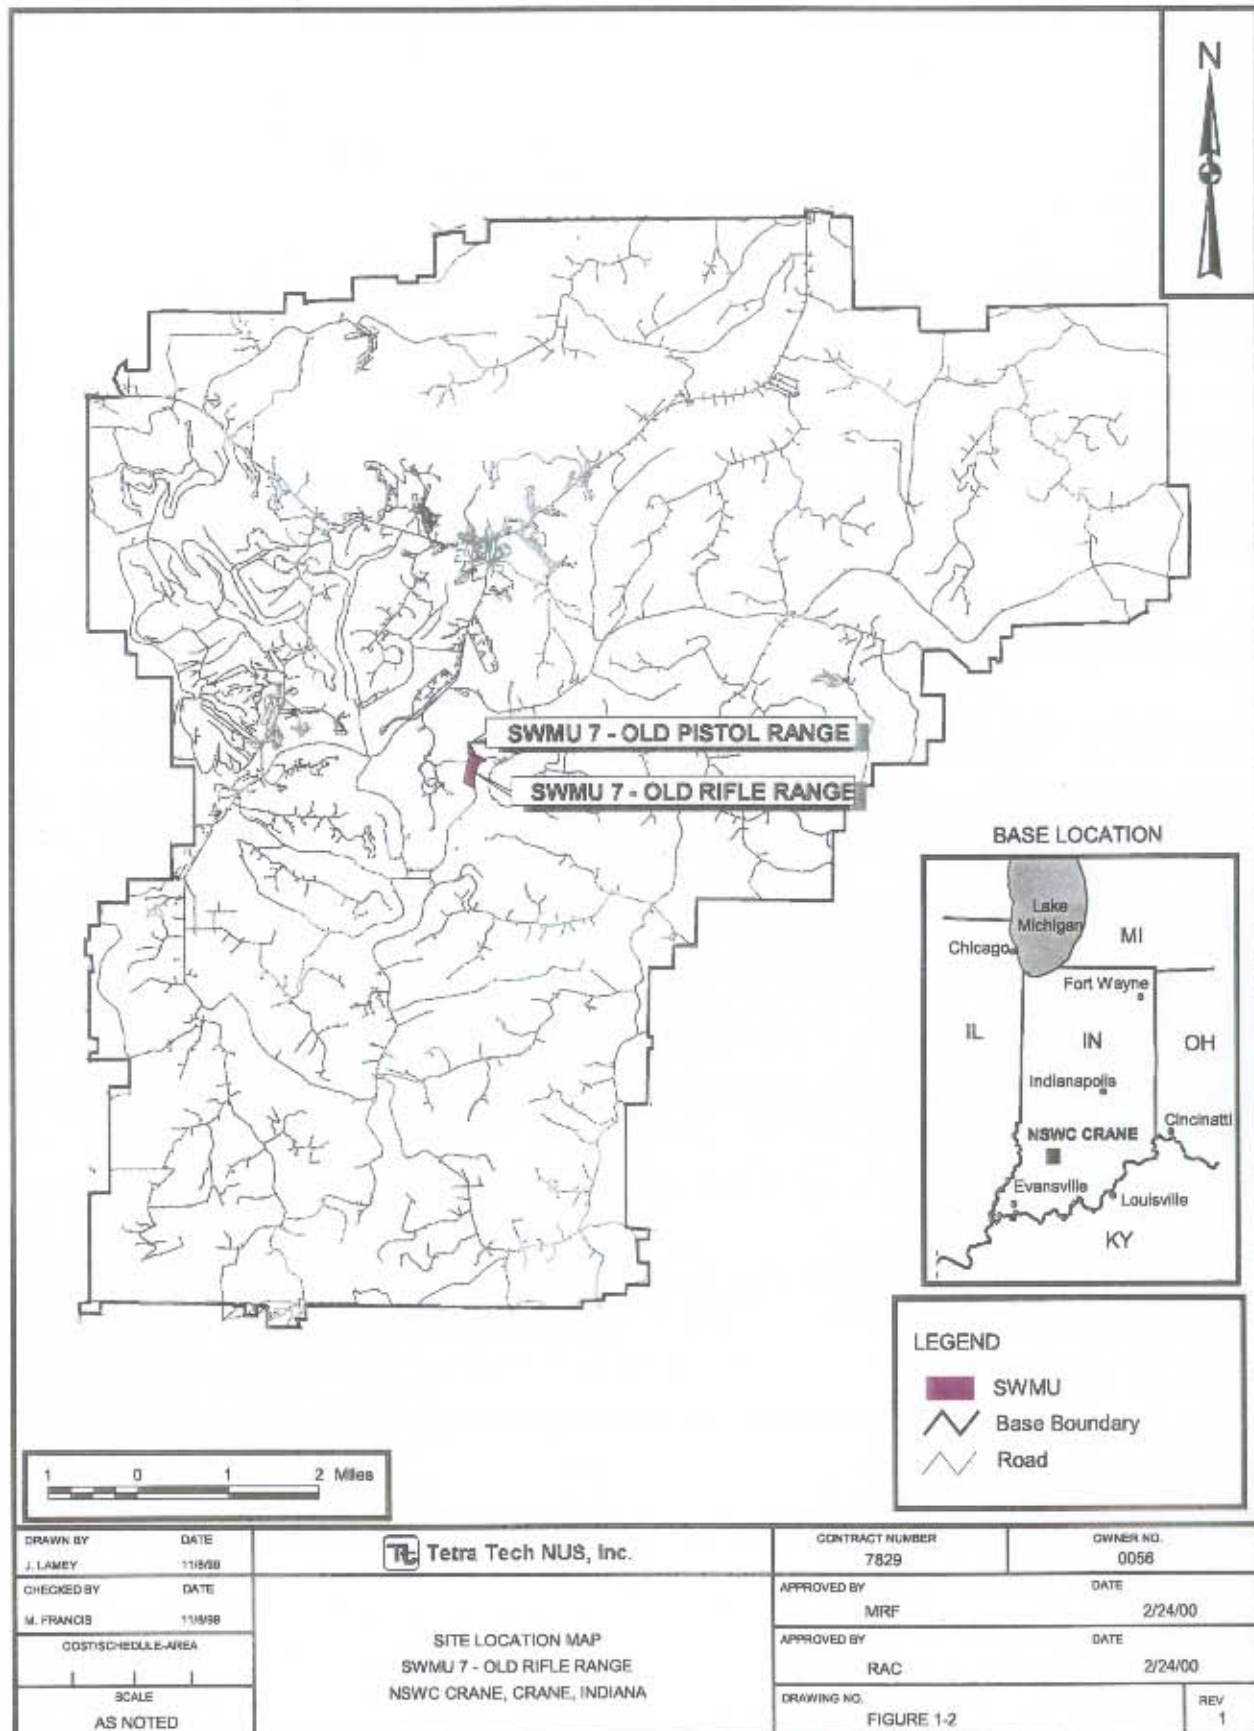 N
SWMU 7 - OLD PISTOL RANGE
SWMU 7 - OLD RIFLE RANGE
BASE LOCATION
Lake
Michigan
MI
Chicago
Fort Wayne
IL
IN
OH
Indianapolis
Cincinatti
NSWC CRANE
Evansville
Louisville
KY
LEGEND
SWMU
Base Boundary
Road
1 0 1 2 Miles
DRAWN BY DATE
J. LAMEY
CHECKED BY DATE
M. FRANCIS
COST/SCHEDULE-AREA
SCALE
AS NOTED
Tt Tetra Tech NUS, Inc.
SITE LOCATION MAP
SWMU 7 - OLD RIFLE RANGE
NSWC CRANE, CRANE, INDIANA
CONTRACT NUMBER
7829
OWNER NO.
0056
APPROVED BY DATE
MRF 2/24/00
APPROVED BY DATE
RAC 2/24/00
DRAWING NO.
FIGURE 1-2
REV
1